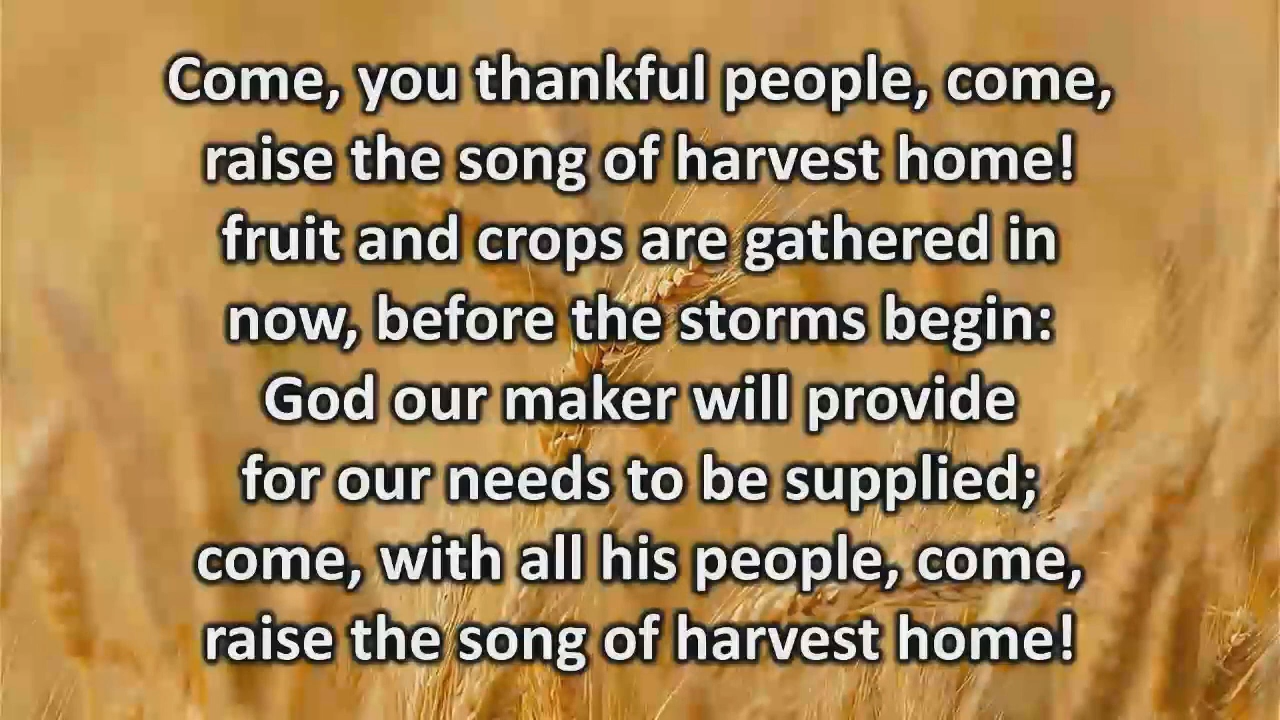 Come, you thankful people, come,
raise the song of harvest home!
fruit and crops are gathered in
now, before the storms begin:
God our maker will provide
for our needs to be supplied;
come, with all his people, come,
raise the song of harvest home!